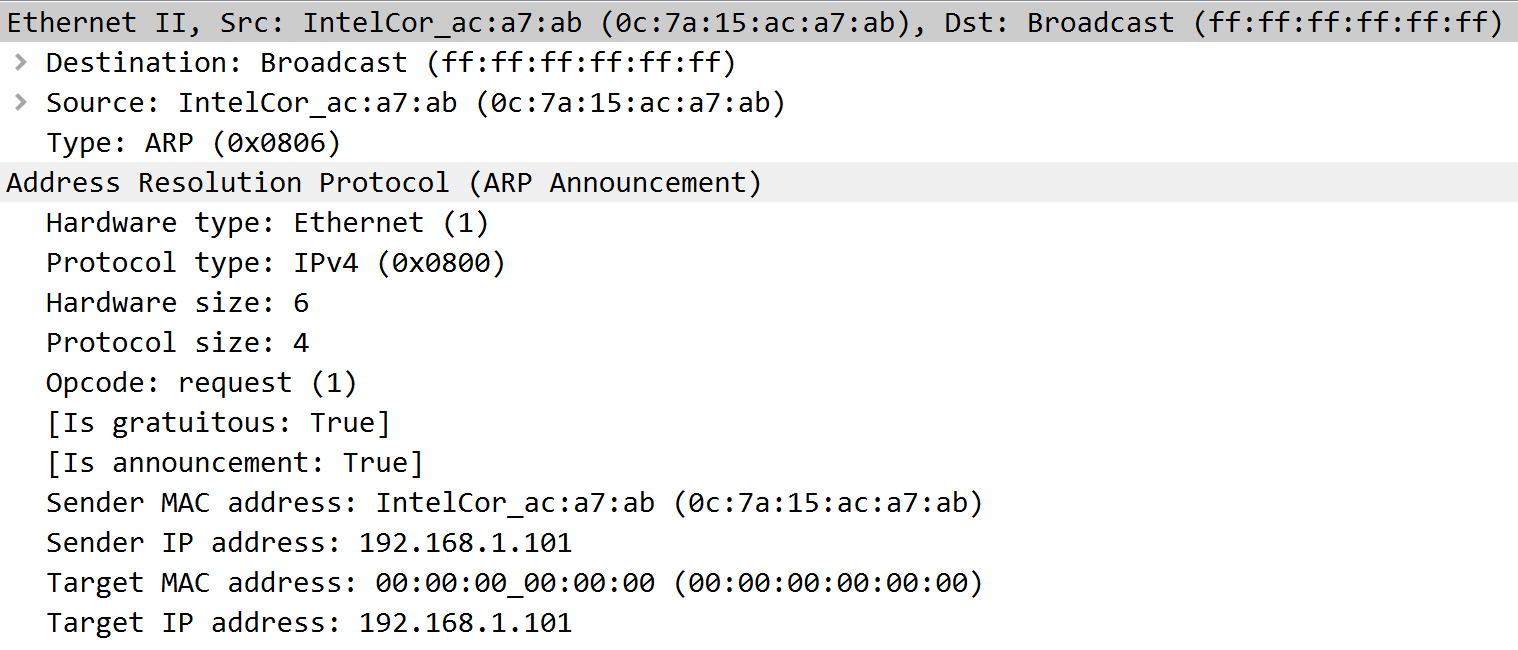 Ethernet II, Src: IntelCor_ac:a7:ab (0c:7a:15:ac:a7:ab), Dst: Broadcast (ff:ff:ff:ff:ff:ff)
Destination: Broadcast (ff:ff:ff:ff:ff:ff)
Source: IntelCor_ac:a7:ab (0c:7a:15:ac:a7:ab)
Type: ARP (0x0806)
Address Resolution Protocol (ARP Announcement)
Hardware type: Ethernet (1)
Protocol type: IPv4 (0x0800)
Hardware size: 6
Protocol size: 4
Opcode: request (1)
[Is gratuitous: True]
[Is announcement: True]
Sender MAC address: IntelCor_ac:a7:ab (0c:7a:15:ac:a7:ab)
Sender IP address: 192.168.1.101
Target MAC address: 00:00:00_00:00:00 (00:00:00:00:00:00)
Target IP address: 192.168.1.101